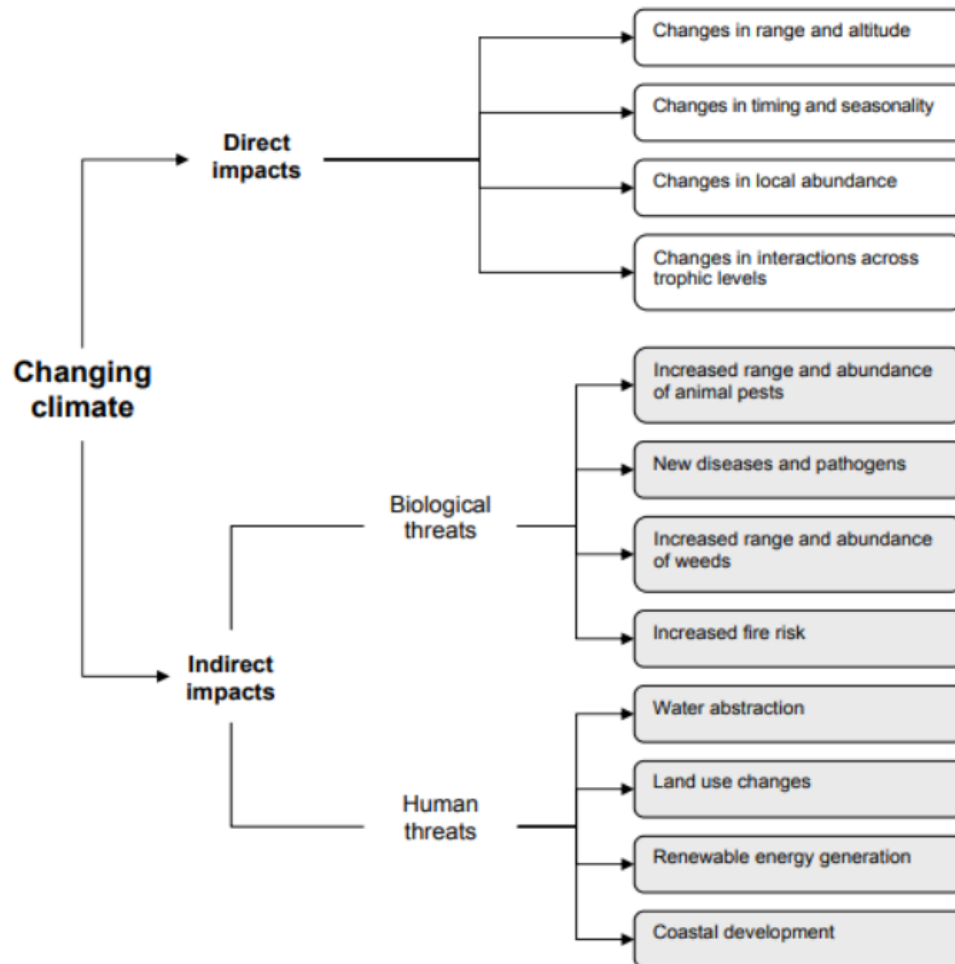 Changes in range and altitude
Changes in timing and seasonality
Direct
impacts
Changes in local abundance
Changes in interactions across
trophic levels
Changing
climate
Increased range and abundance
of animal pests
New diseases and pathogens
Biological
threats
Increased range and abundance
of weeds
Increased fire risk
Indirect
impacts
Water abstraction
Land use changes
Human
threats
Renewable energy generation
Coastal development